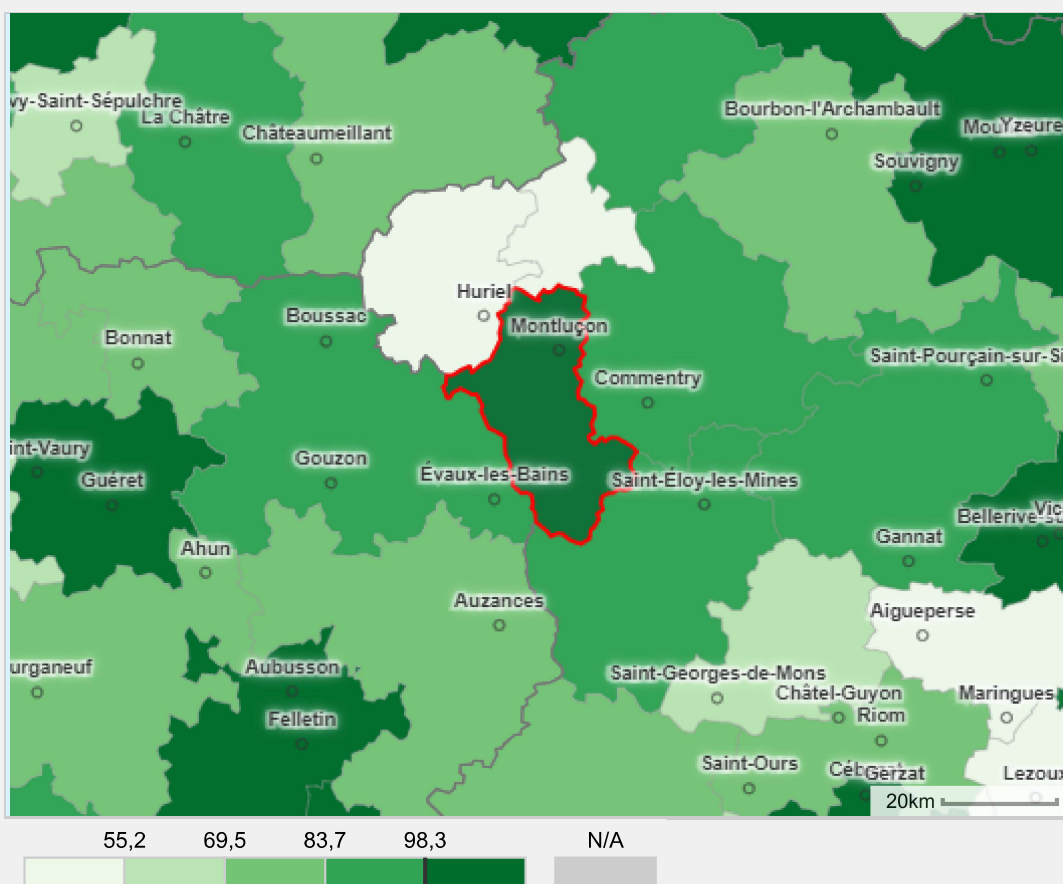 vy-Saint-Sépulchre
La Châtre
Châteaumeillant
Bourbon-l'Archambault
Yzeure
Souvigny
Huriel
Boussac
Montluçon
Bonnat
Saint-Pourçain-sur-Si
Commentry
int-Vaury
Gouzon
Guéret
Évaux-les-Bains
Saint-Éloy-les-Mines
Vic
Gannat
Ahun
Auzances
Aigueperse
urganeuf
Aubusson
Saint-Georges-de-Mons
Châtel-Guyon
Maringues
Riom
Felletin
Saint-Ours
Gerzat
Lezoux
20km
55,2 69,5 83,7 98,3 N/A